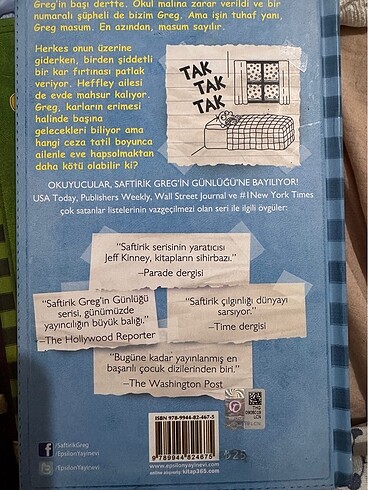 Greg'in başı dertte. Okul malına zarar verildi ve bir
numaralı şüpheli de bizim Greg. Ama işin tuhaf yanı,
Greg masum. En azından, masum sayılır.
Herkes onun üzerine
giderken, birden şiddetli
bir kar fırtınası patlak
veriyor. Heffley ailesi
de evde mahsur kalıyor.
Greg, karların erimesi
halinde başına
gelecekleri biliyor ama
hangi ceza tatil boyunca
ailenle eve hapsolmaktan
daha kötü olabilir ki?
TAK
TAK
TAK
OKUYUCULAR, SAFTİRİK GREG'İN GÜNLÜĞÜ'NE BAYILIYOR!
USA Today, Publishers Weekly, Wall Street Journal ve #1New York Times
çok satanlar listelerinin vazgeçilmezi olan seri ile ilgili övgüler:
"Saftirik serisinin yaratıcısı
Jeff Kinney, kitapların sihirbazı."
–Parade dergisi
"Saftirik Greg'in Günlüğü
serisi, günümüzde
yayıncılığın büyük balığı."
–The Hollywood Reporter
"Saftirik çılgınlığı dünyayı
sarsıyor."
–Time dergisi
"Bugüne kadar yayınlanmış en
başarılı çocuk dizilerinden biri."
–The Washington Post
ISBN 978-9944-82-467-5
9 789944 824675
/SaftirikGreg
/EpsilonYayinevi
www.epsilonyayinevi.com
online alışveriş: kitap365.com